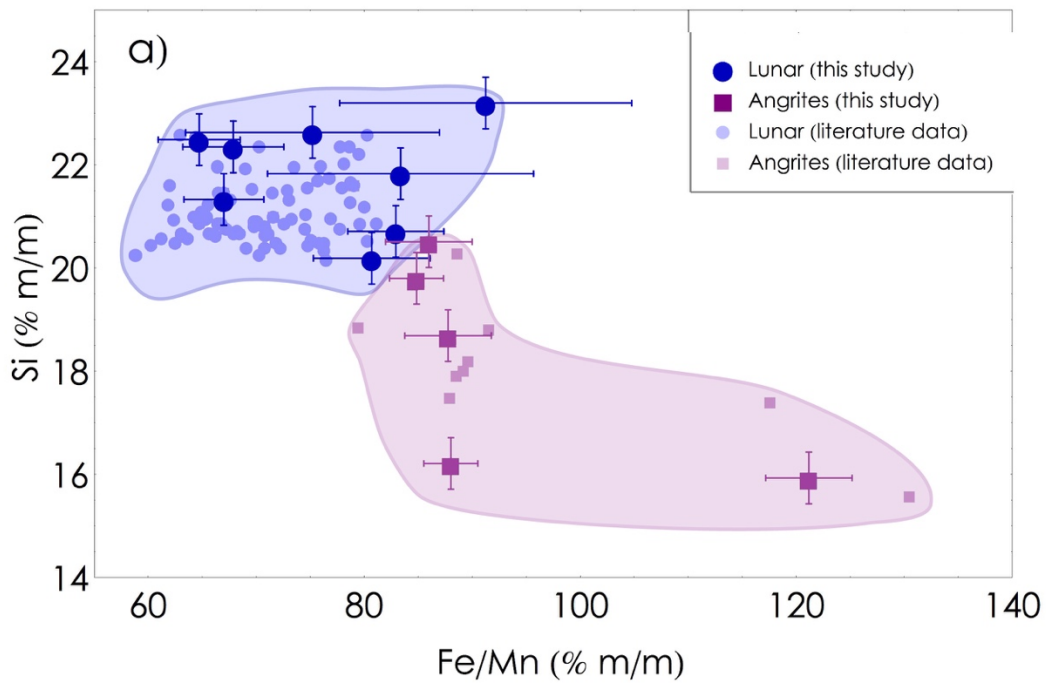 a)
Lunar (this study)
Angrites (this study)
Lunar (literature data)
Angrites (literature data)
24
22
20
18
16
14
Si (% m/m)
60 80 100 120 140
Fe/Mn (% m/m)